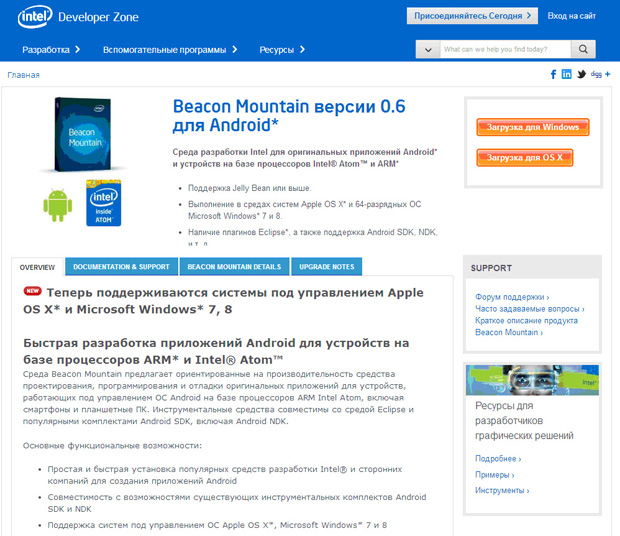 intel Developer Zone
Присоединяйтесь Сегодня
Вход на сайт
Разработка
Вспомогательные программы
Ресурсы
What can we help you find today?
Главная
digg
intel
Beacon
Mountain
intel
inside
ATOM™
Beacon Mountain версии 0.6
для Android*
Среда разработки Intel для оригинальных приложений Android*
и устройств на базе процессоров Intel® Atom™ и ARM*
• Поддержка Jelly Bean или выше.
• Выполнение в средах систем Apple OS X* и 64-разрядных ОС
Microsoft Windows* 7 и 8.
• Наличие плагинов Eclipse*, а также поддержка Android SDK, NDK,
и т. д.
Загрузка для Windows
Загрузка для OS X
OVERVIEW
DOCUMENTATION & SUPPORT
BEACON MOUNTAIN DETAILS
UPGRADE NOTES
NEW Теперь поддерживаются системы под управлением Apple
OS X* и Microsoft Windows* 7, 8
Быстрая разработка приложений Android для устройств на
базе процессоров ARM* и Intel® Atom™
Среда Beacon Mountain предлагает ориентированные на производительность средства
проектирования, программирования и отладки оригинальных приложений для устройств,
работающих под управлением ОС Android на базе процессоров ARM Intel Atom, включая
смартфоны и планшетные ПК. Инструментальные средства совместимы со средой Eclipse и
популярными комплектами Android SDK, включая Android NDK.
Основные функциональные возможности:
• Простая и быстрая установка популярных средств разработки Intel® и сторонних
компаний для создания приложений Android
• Совместимость с возможностями существующих инструментальных комплектов Android
SDK и NDK
• Поддержка систем под управлением ОС Apple OS X*, Microsoft Windows* 7 и 8
SUPPORT
Форум поддержки ›
Часто задаваемые вопросы ›
Краткое описание продукта
Beacon Mountain ›
Intel
Ресурсы для
разработчиков
графических решений
Подробнее ›
Примеры ›
Инструменты ›